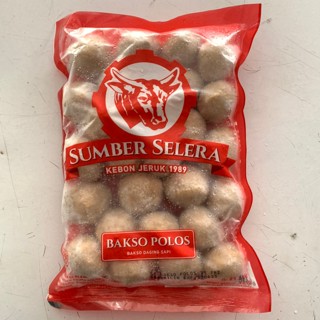 SUMBER SELERA
KEBON JERUK 1989
BAKSO POLOS
BAKSO DAGING SAPI